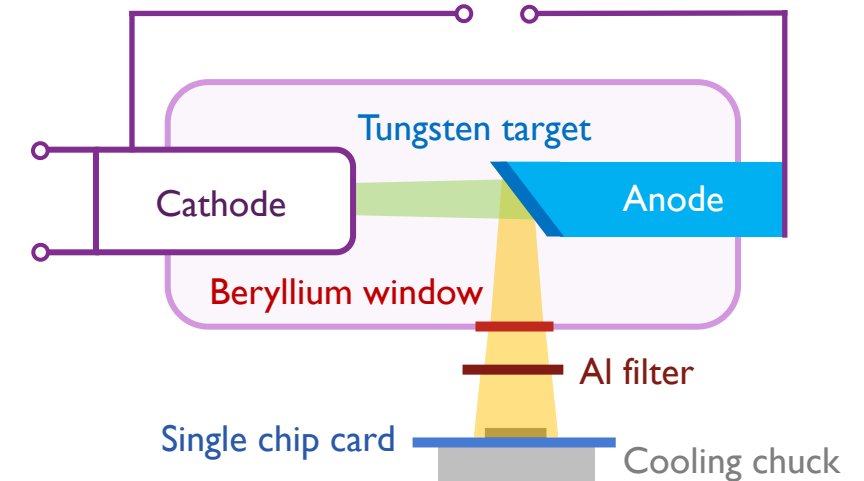 Tungsten target
Cathode
Anode
Beryllium window
Al filter
Single chip card
Cooling chuck